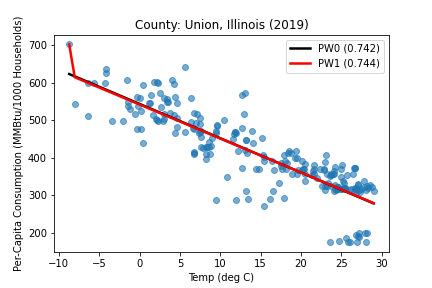 County: Union, Illinois (2019)
Per-Capita Consumption (MMBtu/1000 Households)
700
600
500
400
300
200
PW0 (0.742)
PW1 (0.744)
−10 −5 0 5 10 15 20 25 30
Temp (deg C)